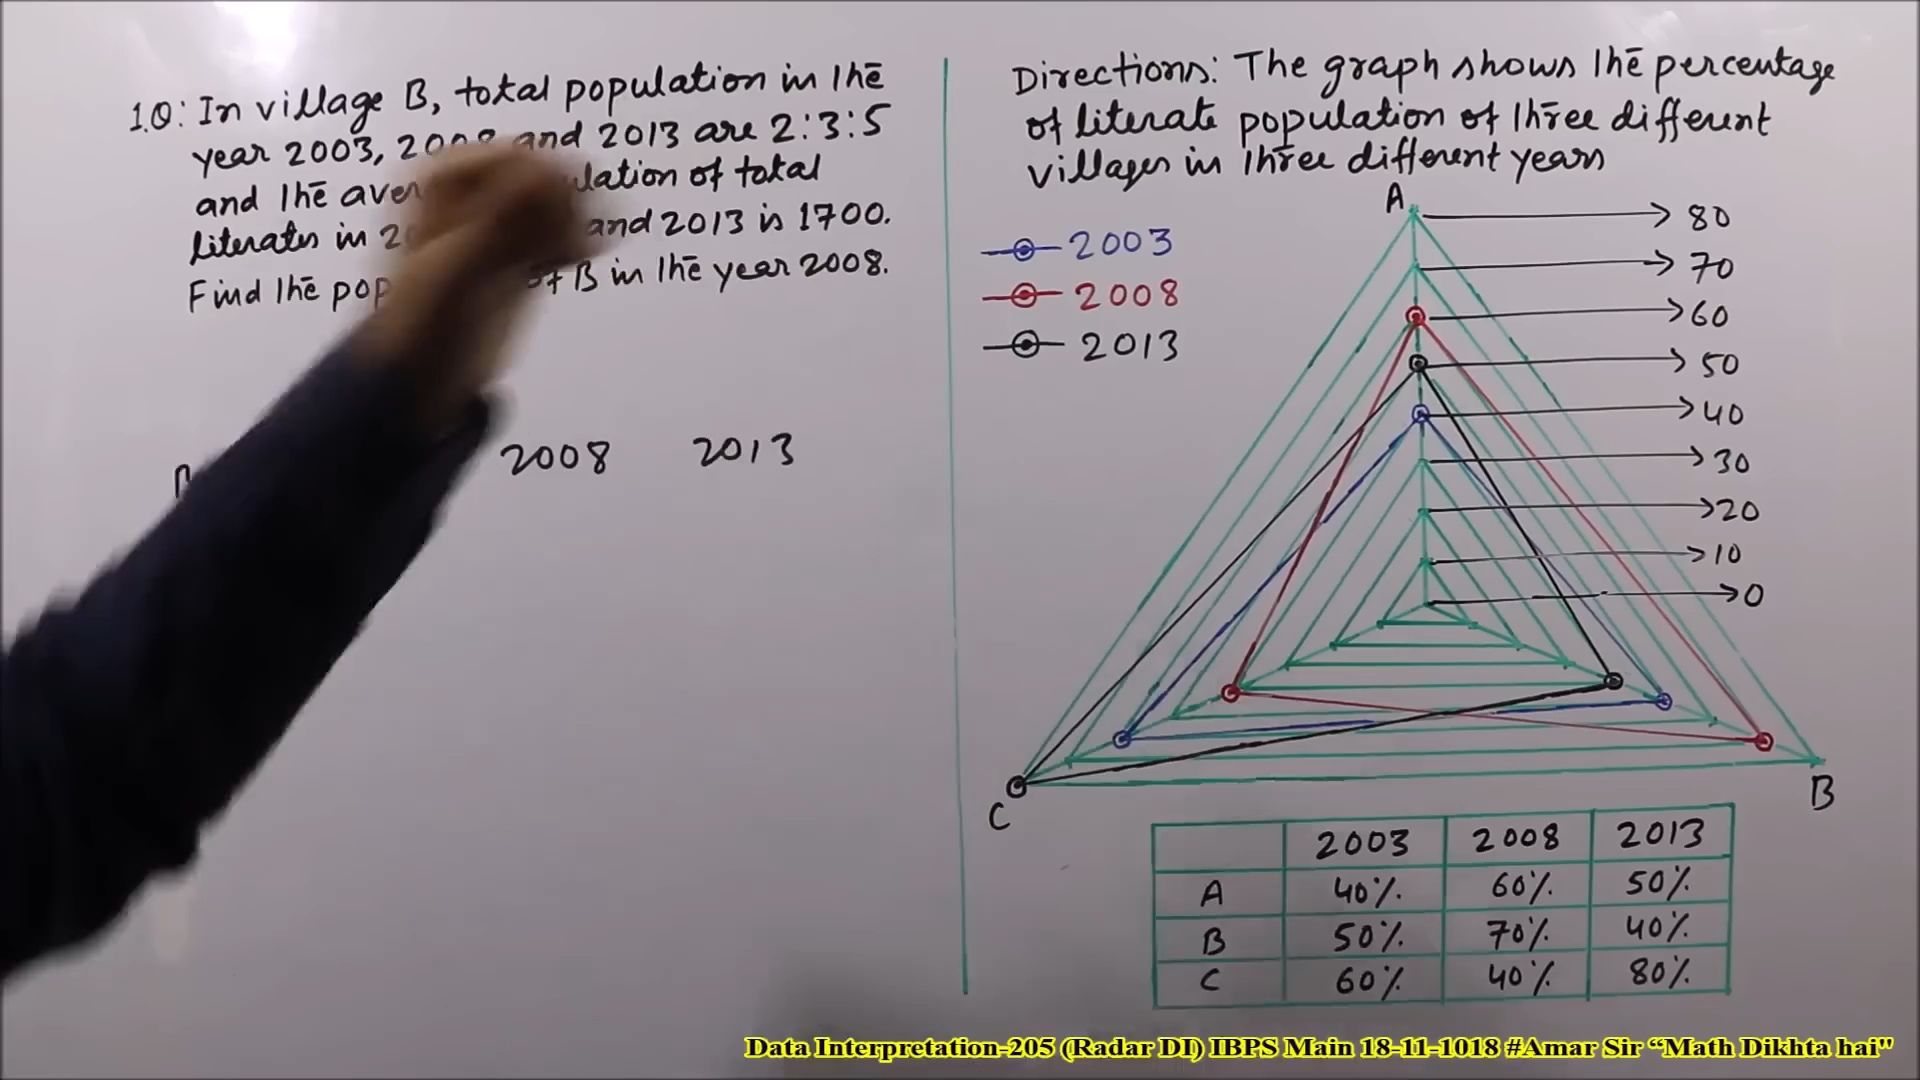 1.Q: In village B, total population in the
year 2003, 2008 and 2013 are 2:3:5
and the
of total
literates in
and 2013 is 1700.
Find the
of B in the year 2008.
2008 2013
Directions: The graph shows the percentage
of literate population of three different
villages in three different years
2003
2008
2013
A
80
70
60
50
40
30
20
10
0
C
B
2003 2008 2013
A 40% 60% 50%
B 50% 70% 40%
C 60% 40% 80%
Data Interpretation-205 (Radar DI) IBPS Main 18-11-1018 #Amar Sir “Math Dikhta hai"